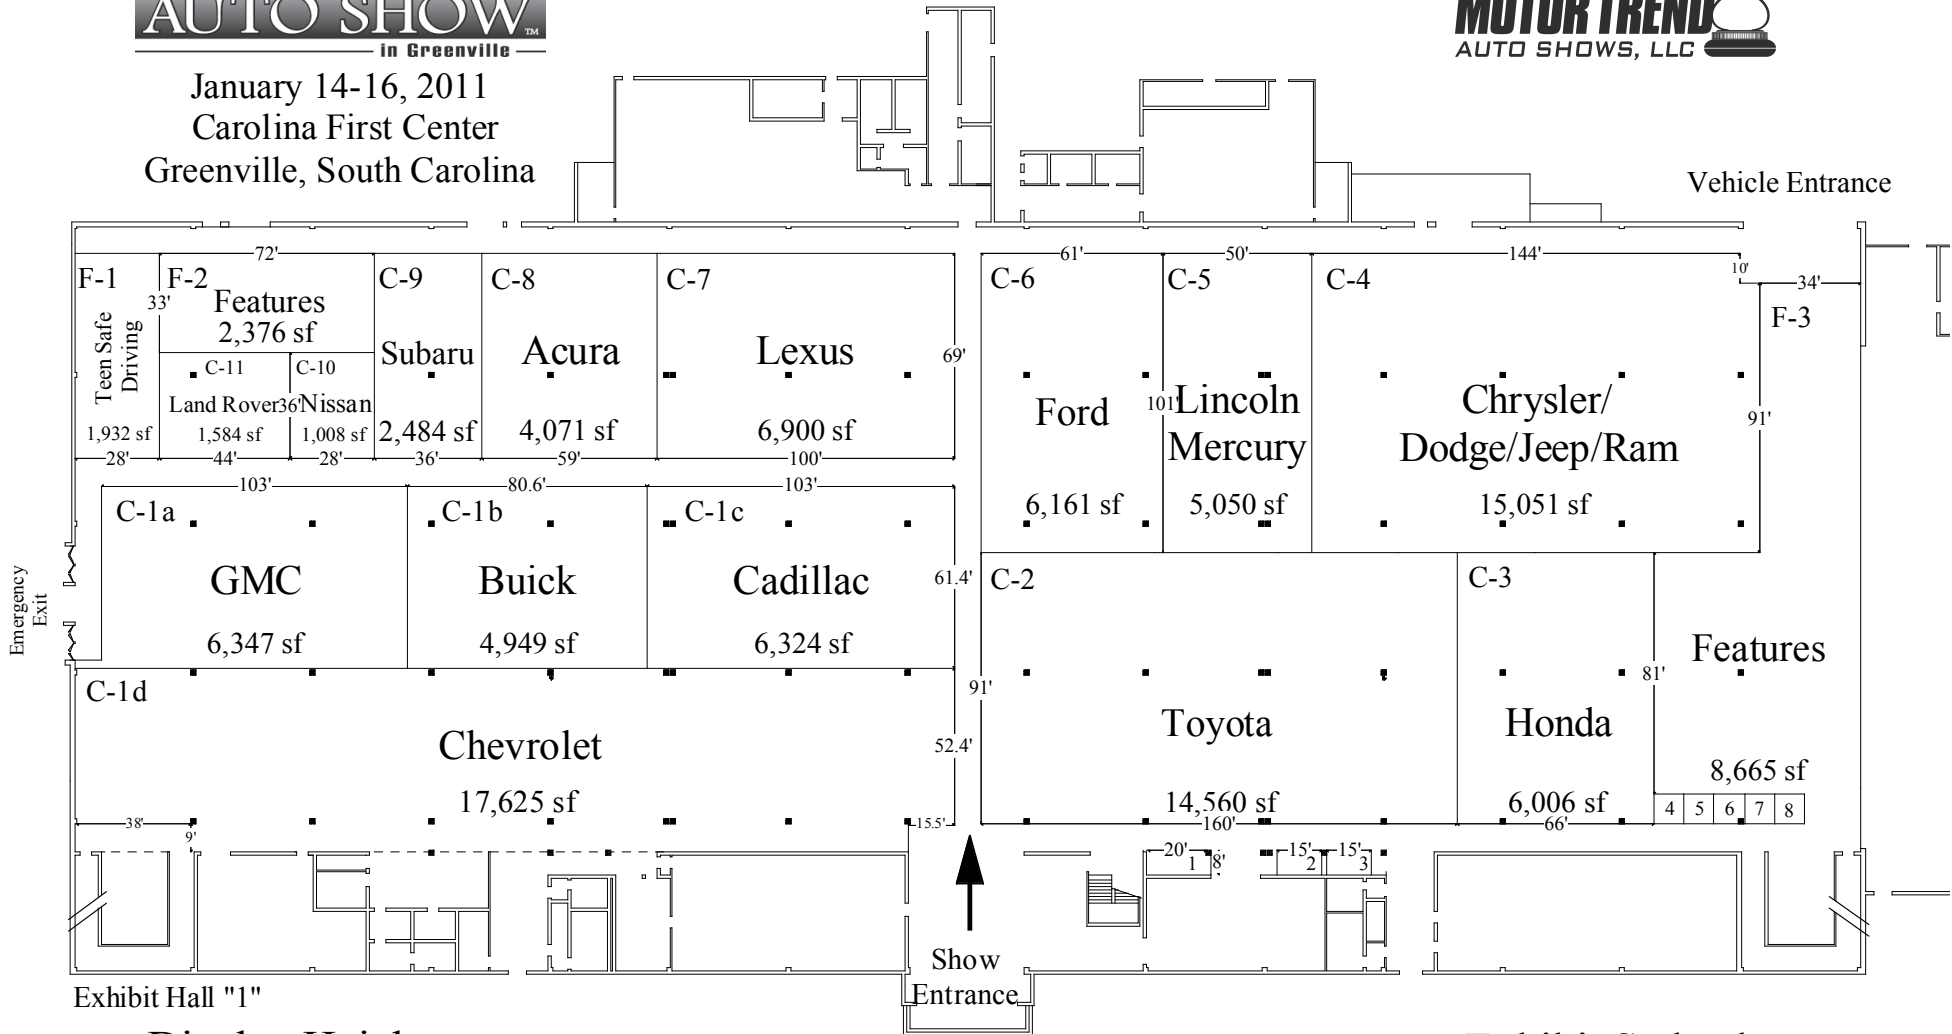 AUTO SHOW™
in Greenville
MOTOR TREND
AUTO SHOWS, LLC
January 14-16, 2011
Carolina First Center
Greenville, South Carolina
Vehicle Entrance
72'
61'
50'
144'
10'
34'
F-1
Teen Safe
Driving
1,932 sf
28'
33'
F-2
Features
2,376 sf
C-11
Land Rover
1,584 sf
44'
36'
C-10
Nissan
1,008 sf
28'
C-9
Subaru
2,484 sf
36'
C-8
Acura
4,071 sf
59'
C-7
Lexus
6,900 sf
100'
69'
C-6
Ford
6,161 sf
101'
C-5
Lincoln
Mercury
5,050 sf
C-4
Chrysler/
Dodge/Jeep/Ram
15,051 sf
91'
F-3
Features
8,665 sf
103'
80.6'
103'
C-1a
GMC
6,347 sf
C-1b
Buick
4,949 sf
C-1c
Cadillac
6,324 sf
61.4'
Emergency
Exit
C-1d
Chevrolet
17,625 sf
91'
52.4'
38'
9'
15.5'
C-2
Toyota
14,560 sf
160'
C-3
Honda
6,006 sf
66'
81'
4 5 6 7 8
20'
1
8'
15'
2
15'
3
Show
Entrance
Exhibit Hall "1"